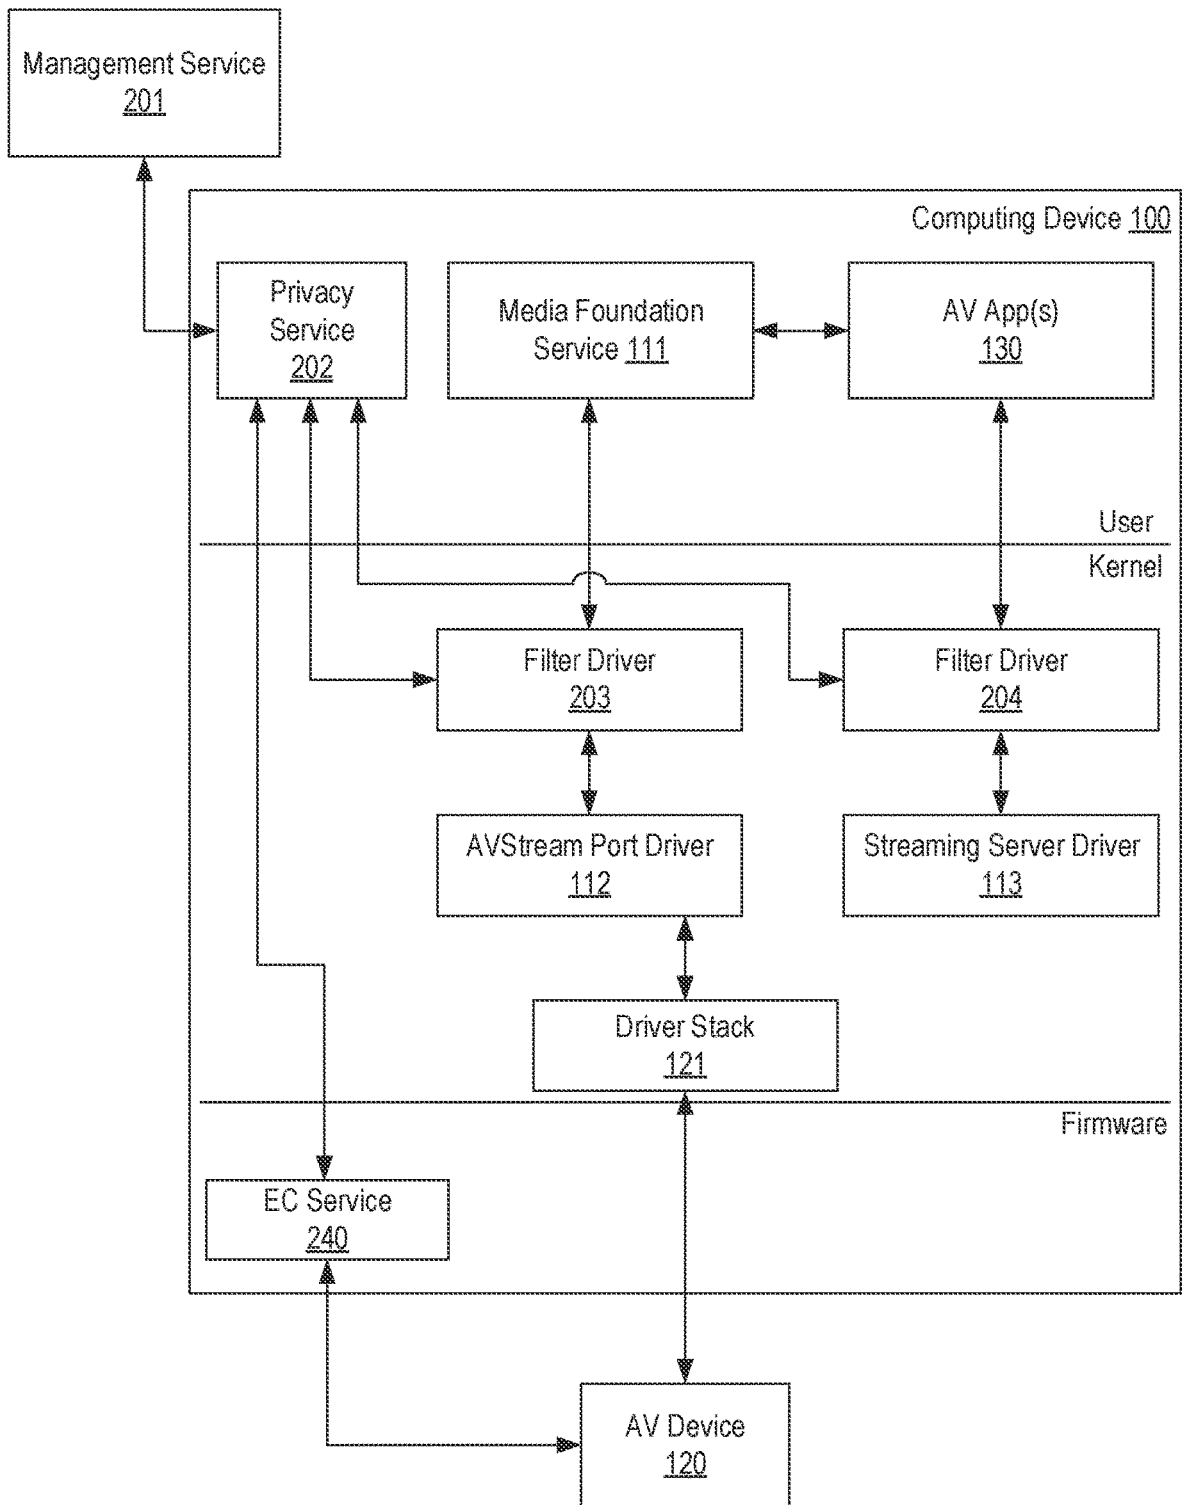 Management Service
201
Computing Device 100
Privacy
Service
202
Media Foundation
Service 111
AV App(s)
130
User
Kernel
Filter Driver
203
Filter Driver
204
AVStream Port Driver
112
Streaming Server Driver
113
Driver Stack
121
Firmware
EC Service
240
AV Device
120